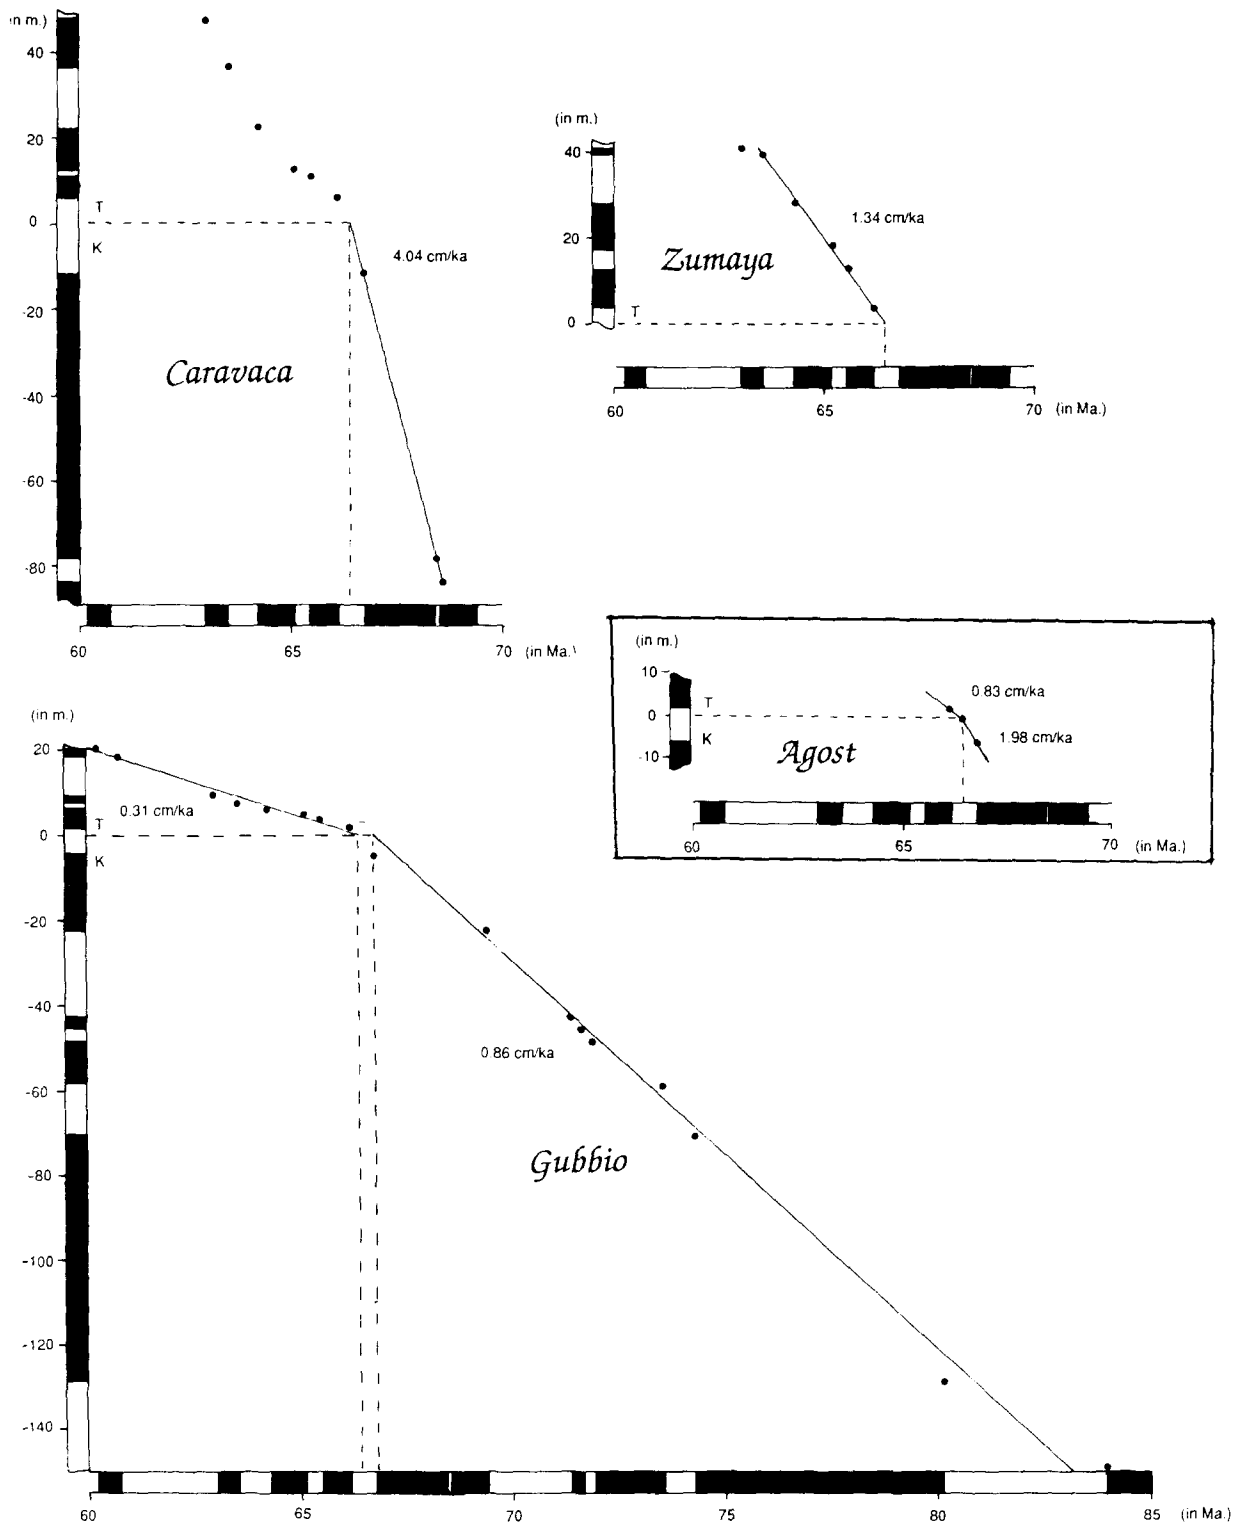 in m.)
40
20
0
-20
-40
-60
-80
T
K
4.04 cm/ka
Caravaca
60 65 70 (in Ma.)
(in m.)
40
20
0
T
1.34 cm/ka
Zumaya
60 65 70 (in Ma.)
(in m.)
10
0
-10
T
K
0.83 cm/ka
1.98 cm/ka
Agost
60 65 70 (in Ma.)
(in m.)
20
0
-20
-40
-60
-80
-100
-120
-140
0.31 cm/ka
T
K
0.86 cm/ka
Gubbio
60 65 70 75 80 85 (in Ma.)